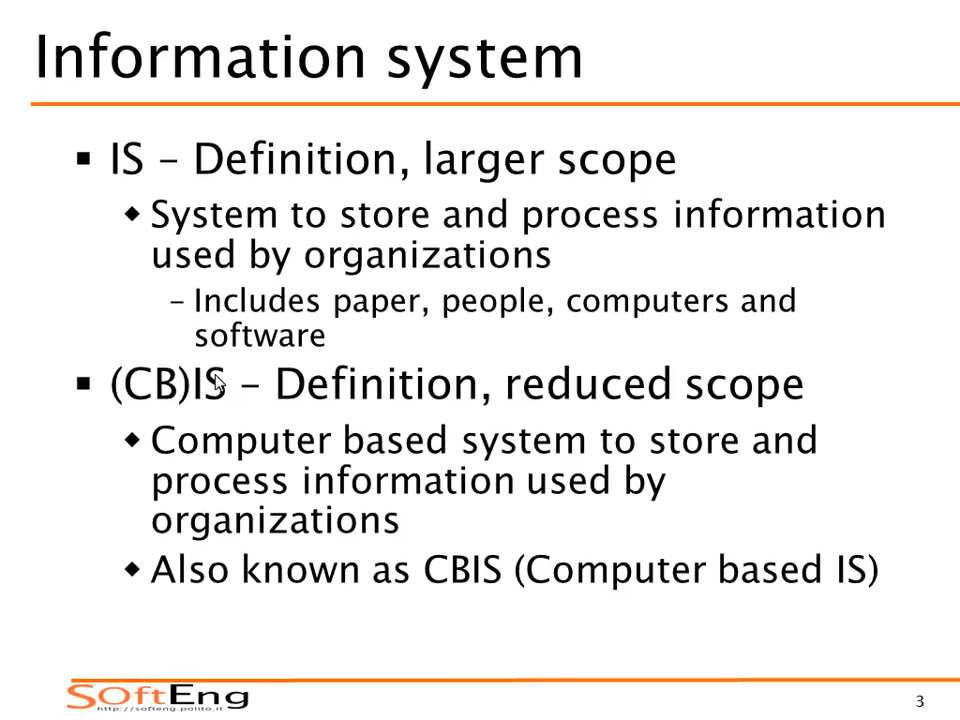 Information system
▪ IS – Definition, larger scope
◆ System to store and process information
used by organizations
– Includes paper, people, computers and
software
▪ (CB)IS – Definition, reduced scope
◆ Computer based system to store and
process information used by
organizations
◆ Also known as CBIS (Computer based IS)
SoftEng
http://softeng.polito.it
3